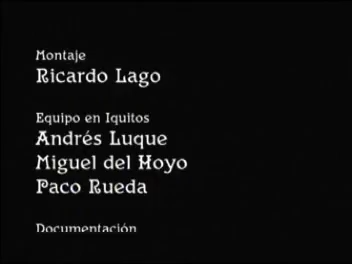 Montaje
Ricardo Lago
Equipo en Iquitos
Andrés Luque
Miguel del Hoyo
Paco Rueda
Documentación